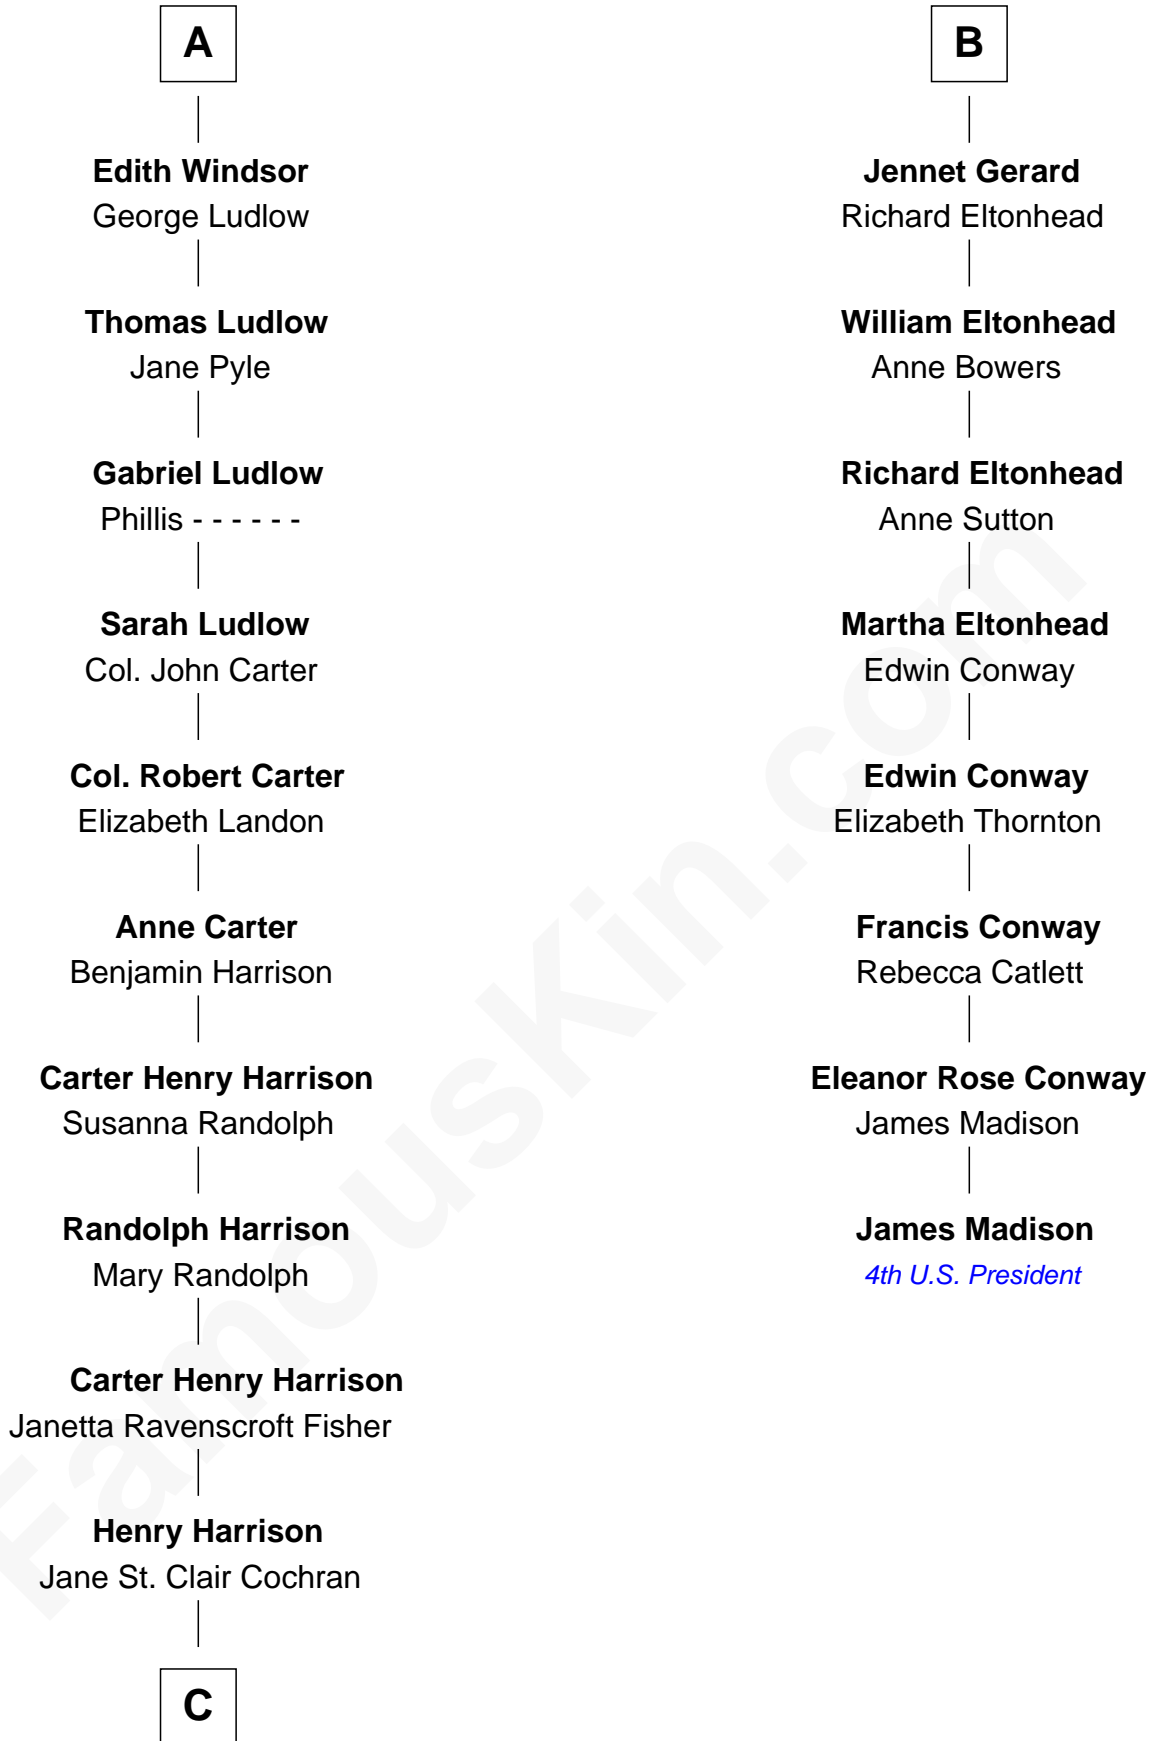 A
Edith Windsor
George Ludlow
Thomas Ludlow
Jane Pyle
Gabriel Ludlow
Phillis - - - - - -
Sarah Ludlow
Col. John Carter
Col. Robert Carter
Elizabeth Landon
Anne Carter
Benjamin Harrison
Carter Henry Harrison
Susanna Randolph
Randolph Harrison
Mary Randolph
Carter Henry Harrison
Janetta Ravenscroft Fisher
Henry Harrison
Jane St. Clair Cochran
C
B
Jennet Gerard
Richard Eltonhead
William Eltonhead
Anne Bowers
Richard Eltonhead
Anne Sutton
Martha Eltonhead
Edwin Conway
Edwin Conway
Elizabeth Thornton
Francis Conway
Rebecca Catlett
Eleanor Rose Conway
James Madison
James Madison
4th U.S. President
FamousKin.com